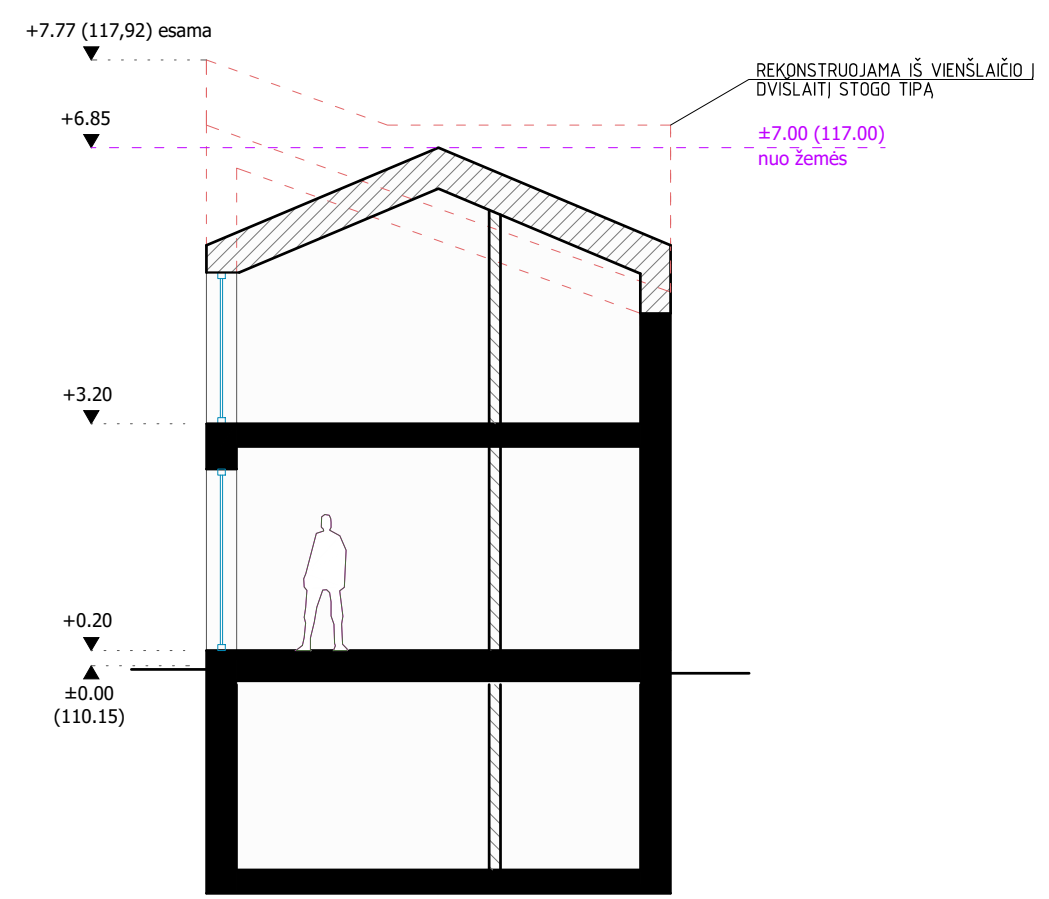 +7.77 (117,92) esama
REKONSTRUOJAMA IŠ VIENŠLAIČIO Į
DVIŠLAITĮ STOGO TIPĄ
+6.85
±7.00 (117.00)
nuo žemės
+3.20
+0.20
±0.00
(110.15)